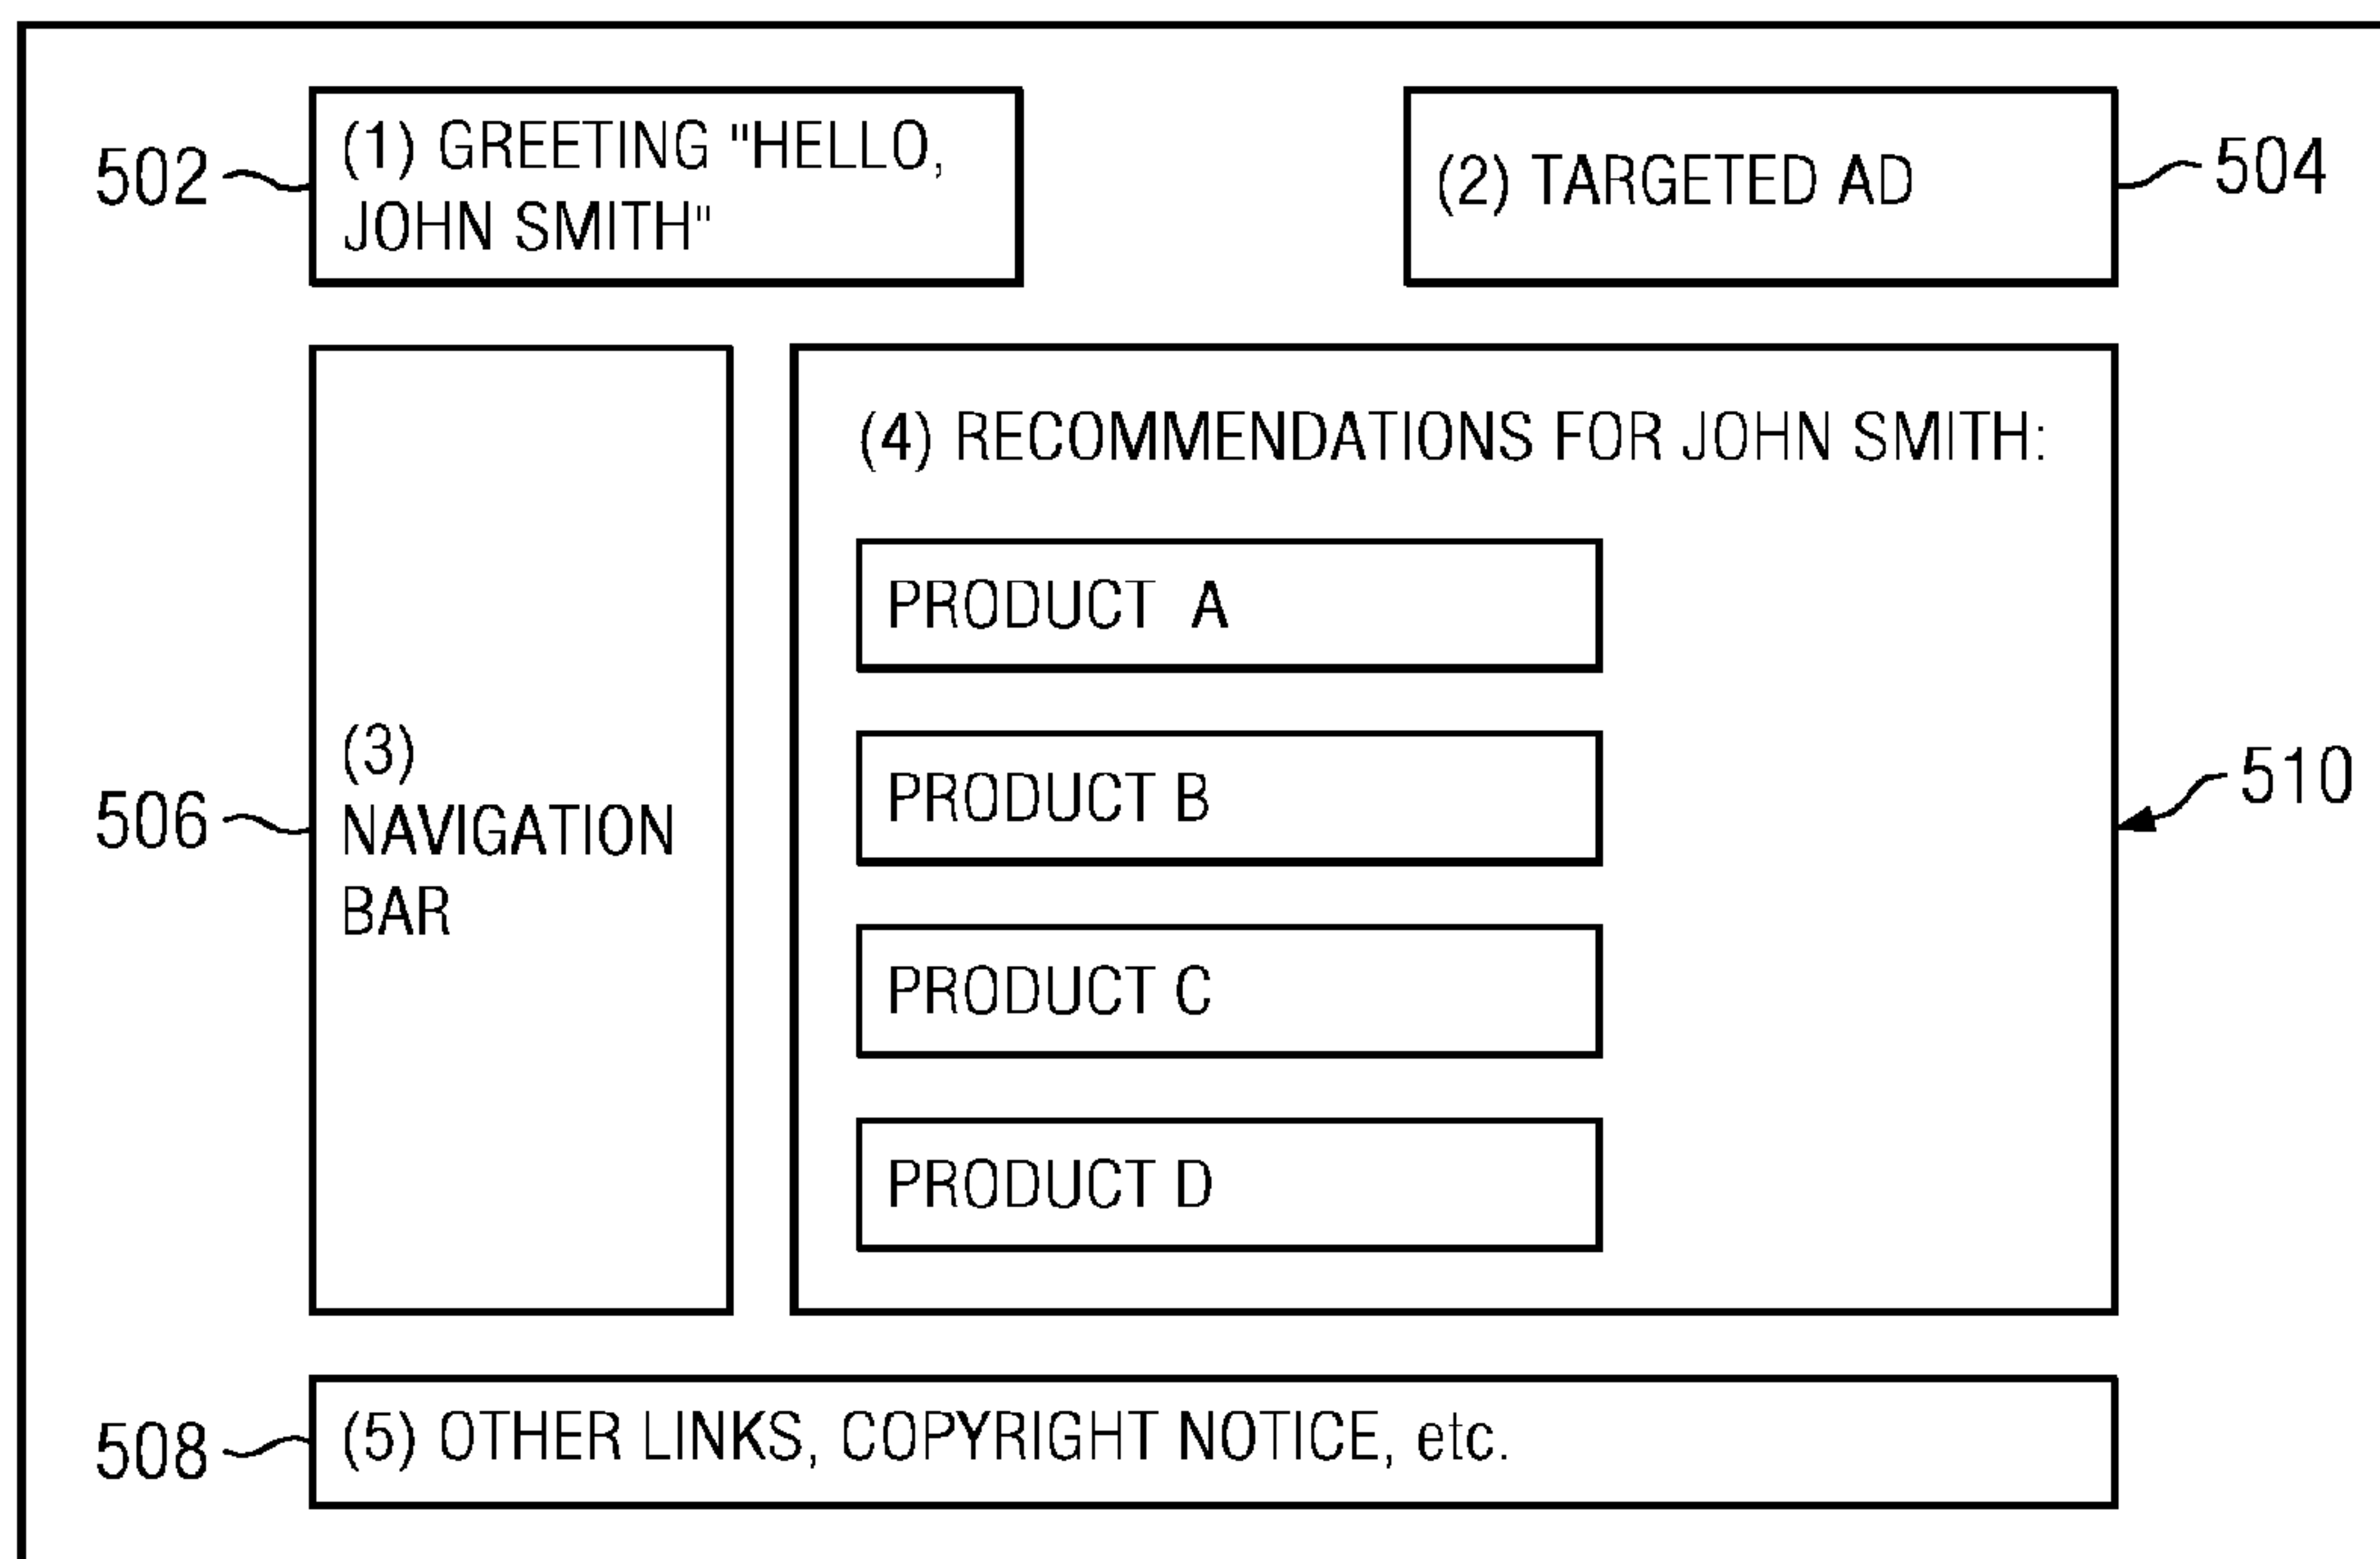 502
(1) GREETING "HELLO,
JOHN SMITH"
(2) TARGETED AD
504
506
(3)
NAVIGATION
BAR
(4) RECOMMENDATIONS FOR JOHN SMITH:
PRODUCT A
PRODUCT B
PRODUCT C
PRODUCT D
510
508
(5) OTHER LINKS, COPYRIGHT NOTICE, etc.